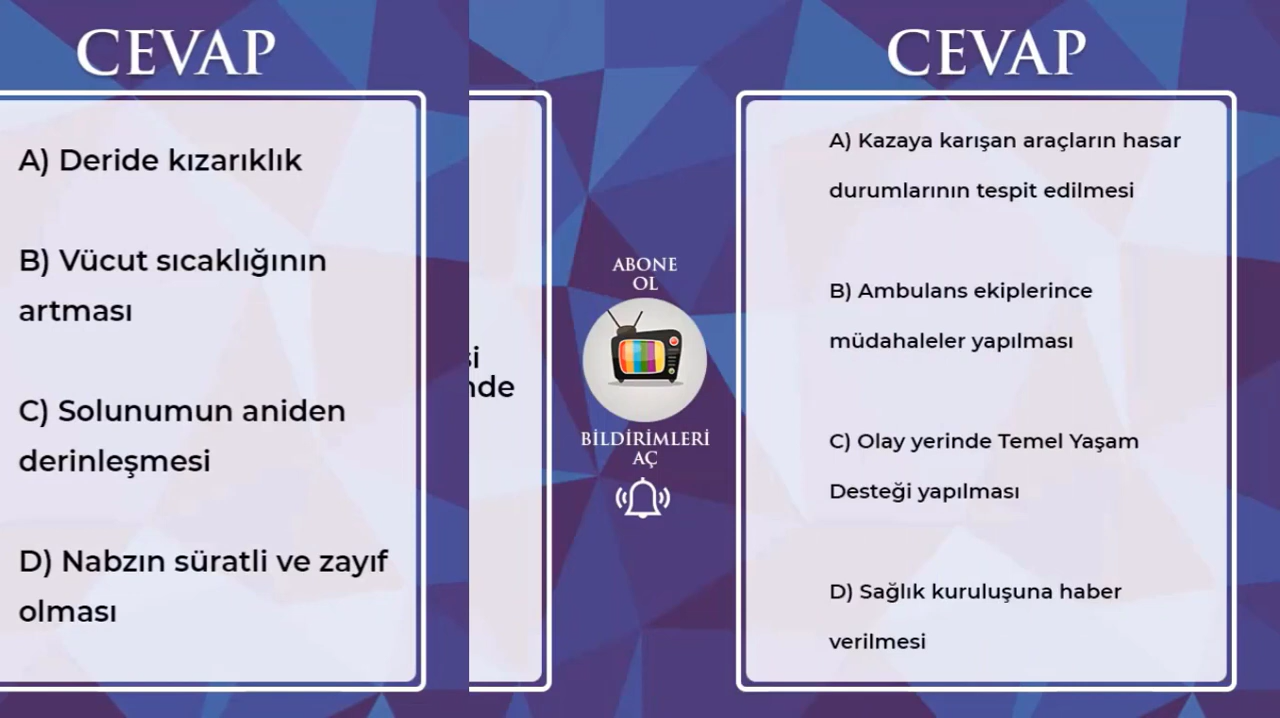 CEVAP
A) Deride kızarıklık
B) Vücut sıcaklığının
artması
C) Solunumun aniden
derinleşmesi
D) Nabzın süratli ve zayıf
olması
ABONE
OL
BİLDİRİMLERİ
AÇ
CEVAP
A) Kazaya karışan araçların hasar
durumlarının tespit edilmesi
B) Ambulans ekiplerince
müdahaleler yapılması
C) Olay yerinde Temel Yaşam
Desteği yapılması
D) Sağlık kuruluşuna haber
verilmesi